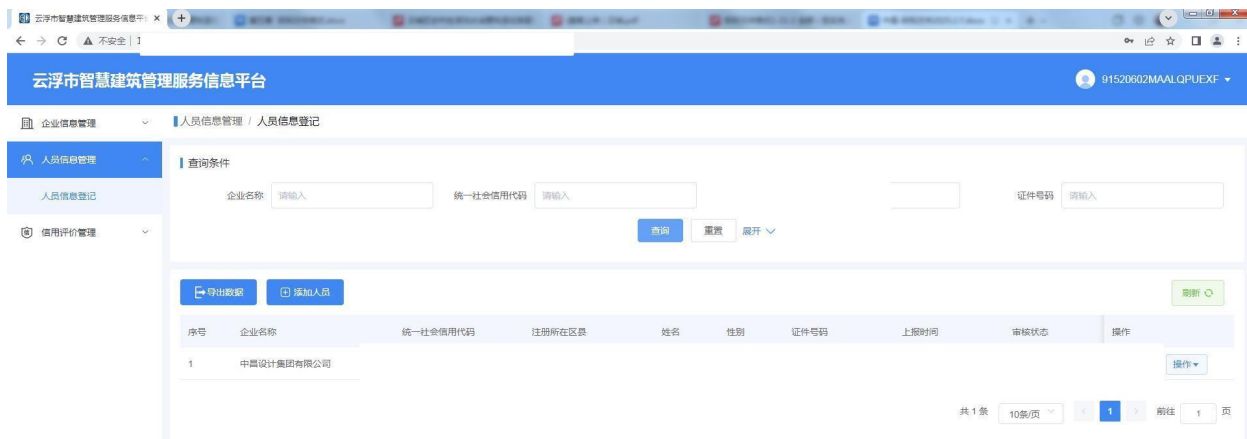 云浮市智慧建筑管理服务信息平台
不安全
云浮市智慧建筑管理服务信息平台
91520602MAALQPUEXF
企业信息管理
人员信息管理 / 人员信息登记
人员信息管理
查询条件
人员信息登记
企业名称 请输入 统一社会信用代码 请输入 证件号码 请输入
信用评价管理
查询 重置 展开
导出数据 添加人员 刷新
序号 企业名称 统一社会信用代码 注册所在区县 姓名 性别 证件号码 上报时间 审核状态 操作
1 中昌设计集团有限公司 操作
共 1 条 10条/页 1 前往 1 页